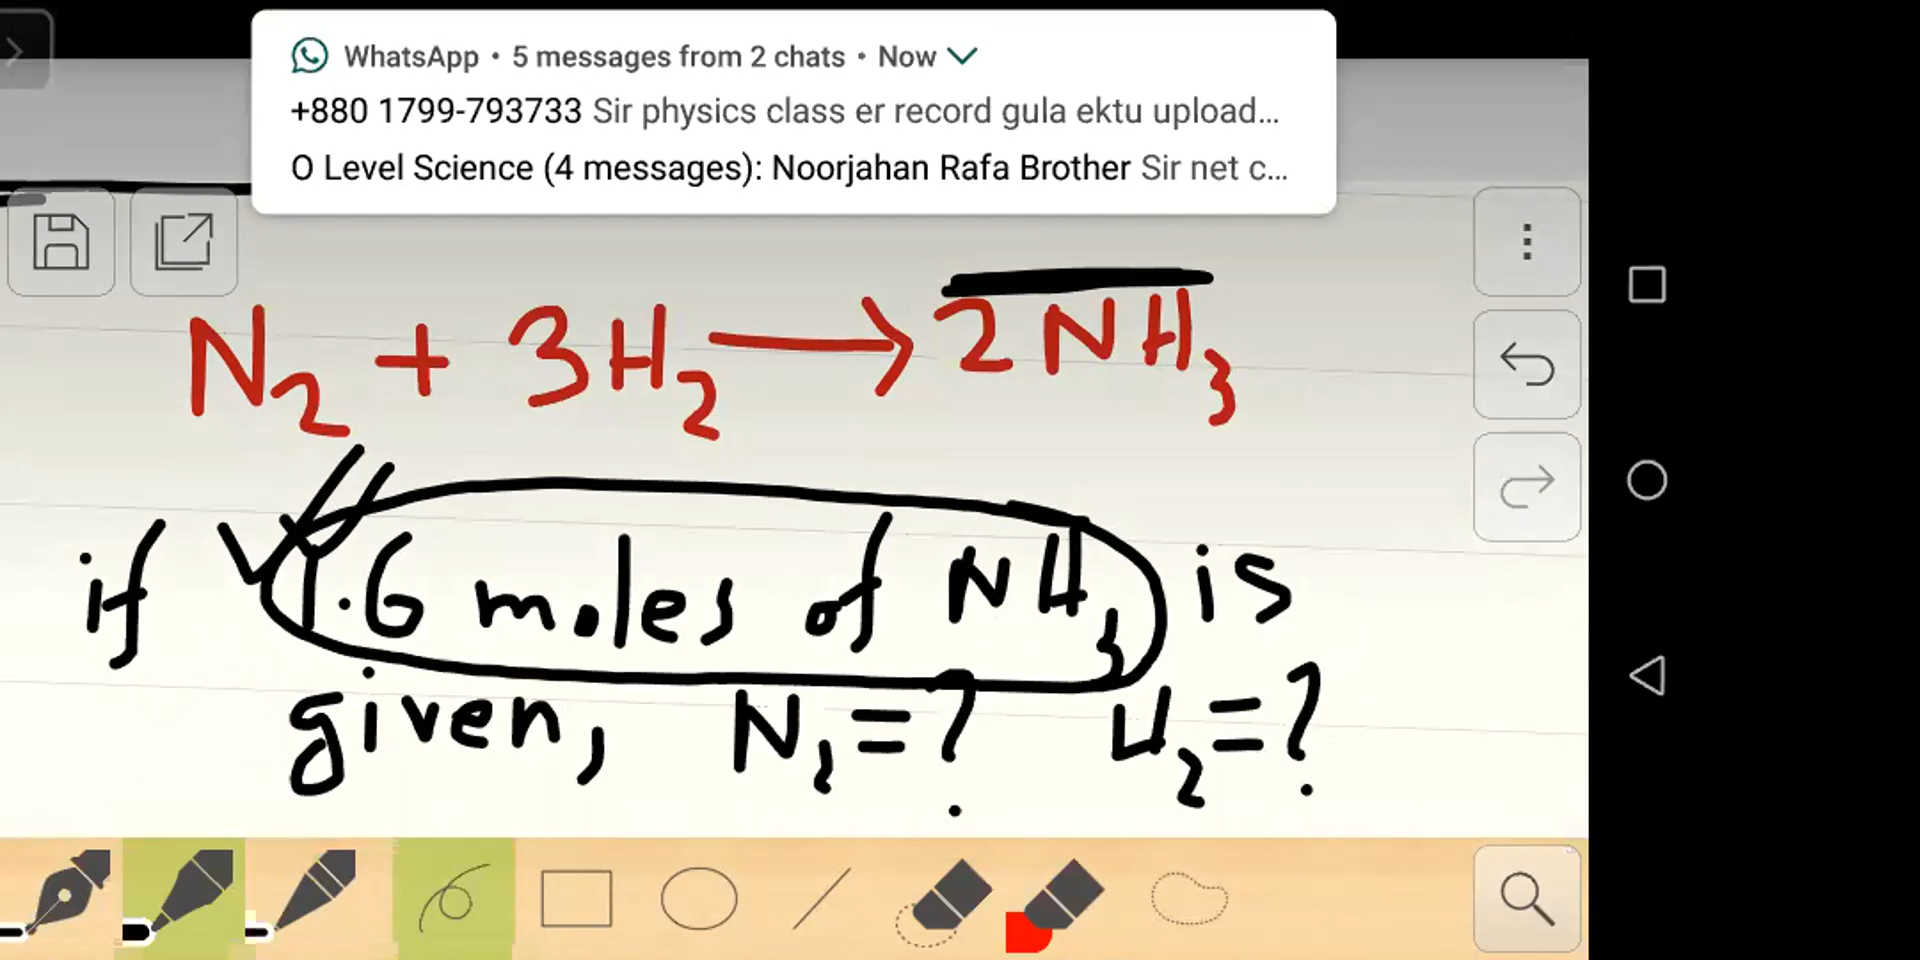 WhatsApp • 5 messages from 2 chats • Now
+880 1799-793733 Sir physics class er record gula ektu upload...
O Level Science (4 messages): Noorjahan Rafa Brother Sir net c...
N₂ + 3H₂ → 2NH₃
if 1.6 moles of NH₃ is
given, N₂=? H₂=?